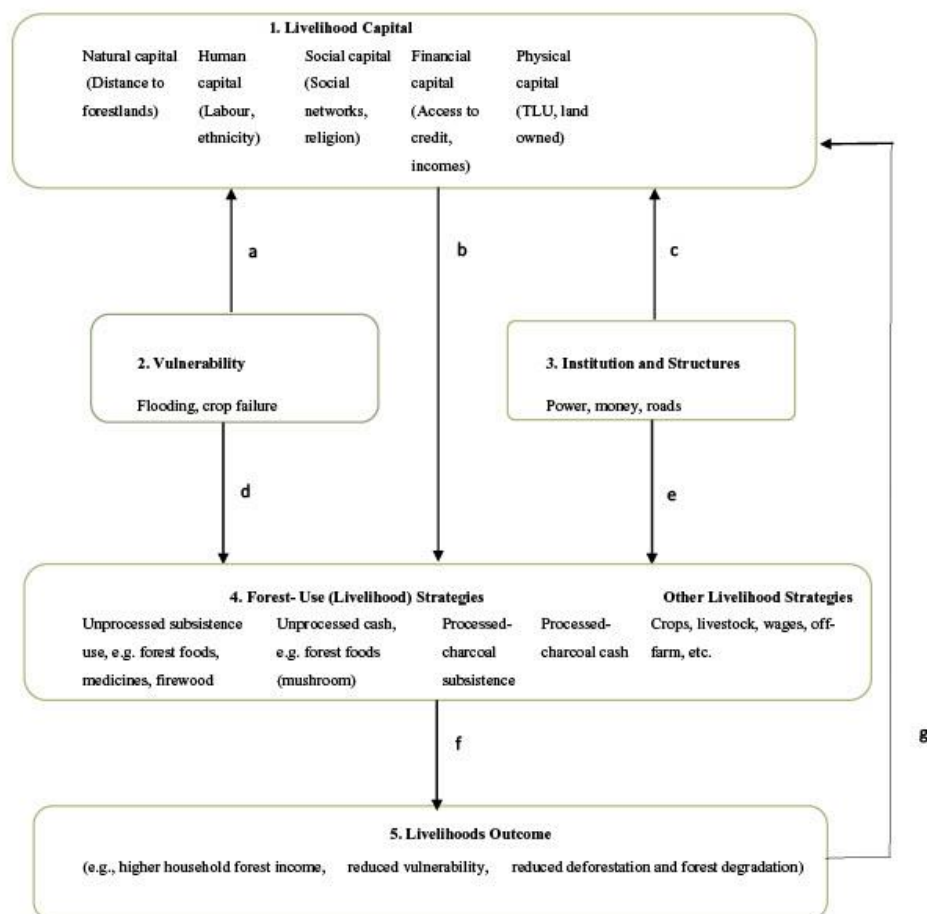 1. Livelihood Capital
Natural capital
(Distance to
forestlands)
Human
capital
(Labour,
ethnicity)
Social capital
(Social
networks,
religion)
Financial
capital
(Access to
credit,
incomes)
Physical
capital
(TLU, land
owned)
a
b
c
2. Vulnerability
Flooding, crop failure
3. Institution and Structures
Power, money, roads
d
e
4. Forest- Use (Livelihood) Strategies
Unprocessed subsistence
use, e.g. forest foods,
medicines, firewood
Unprocessed cash,
e.g. forest foods
(mushroom)
Processed-
charcoal
subsistence
Processed-
charcoal cash
Other Livelihood Strategies
Crops, livestock, wages, off-
farm, etc.
f
g
5. Livelihoods Outcome
(e.g., higher household forest income, reduced vulnerability, reduced deforestation and forest degradation)